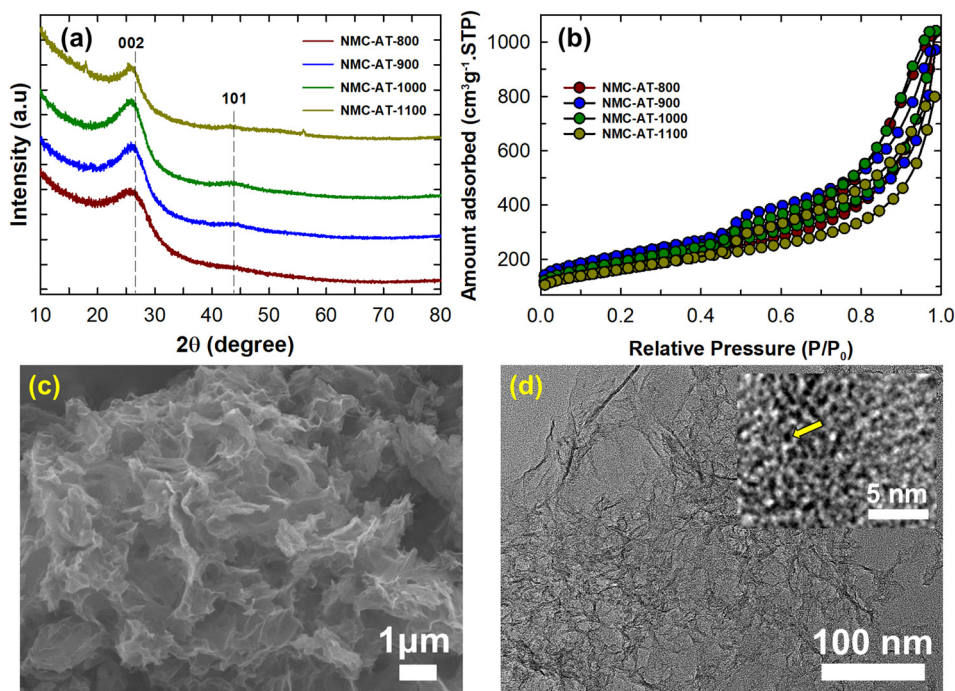 (a)
002
101
NMC-AT-800
NMC-AT-900
NMC-AT-1000
NMC-AT-1100
Intensity (a.u)
10 20 30 40 50 60 70 80
2θ (degree)
(b)
NMC-AT-800
NMC-AT-900
NMC-AT-1000
NMC-AT-1100
Amount adsorbed (cm³g⁻¹.STP)
1000
800
600
400
200
0.0 0.2 0.4 0.6 0.8 1.0
Relative Pressure (P/P₀)
(c)
1μm
(d)
5 nm
100 nm